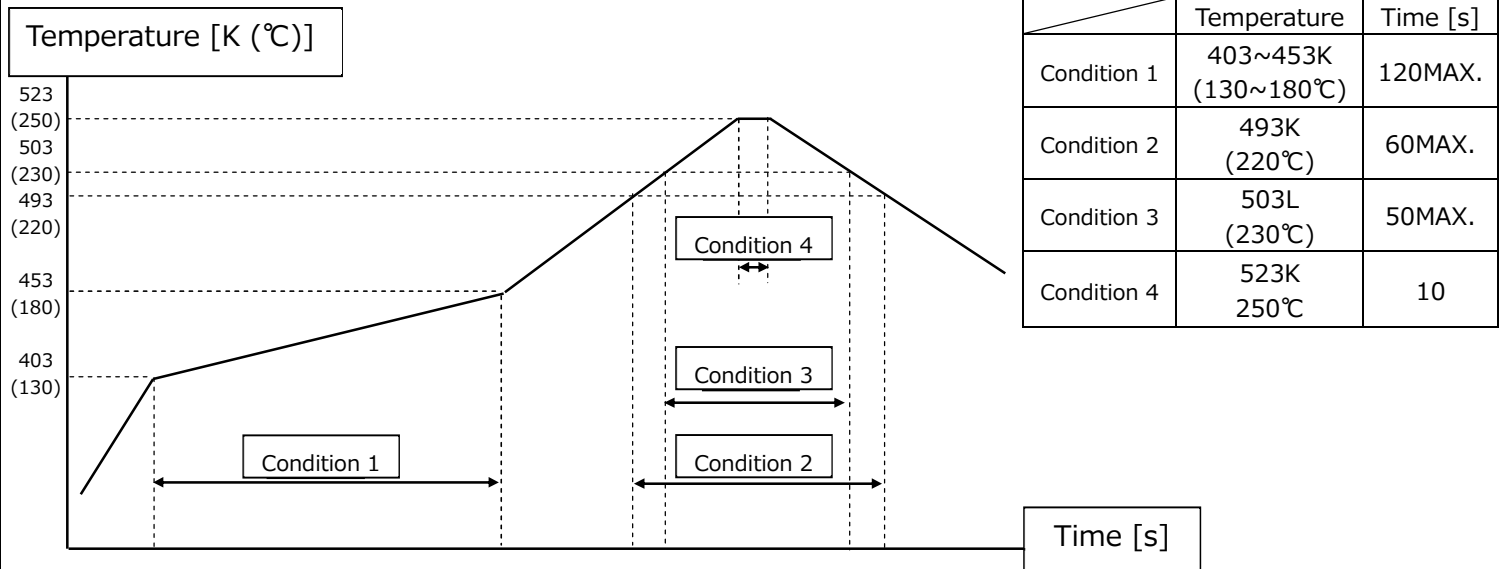 Temperature [K (℃)]
523
(250)
503
(230)
493
(220)
453
(180)
403
(130)
Condition 4
Condition 3
Condition 1
Condition 2
Time [s]
Temperature Time [s]
Condition 1 403~453K (130~180℃) 120MAX.
Condition 2 493K (220℃) 60MAX.
Condition 3 503L (230℃) 50MAX.
Condition 4 523K 250℃ 10